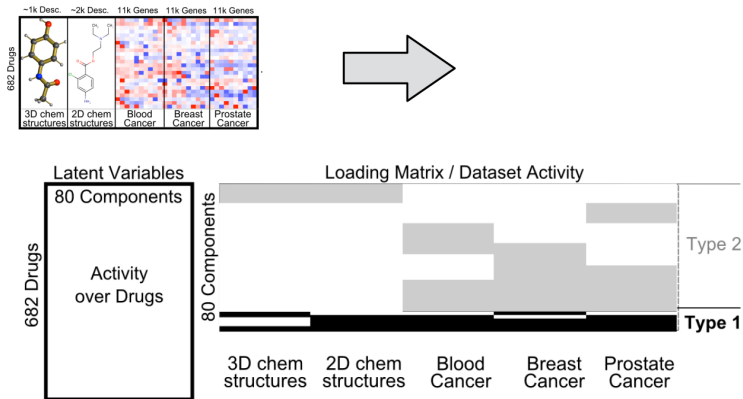 ~1k Desc. ~2k Desc. 11k Genes 11k Genes 11k Genes
682 Drugs
3D chem structures
2D chem structures
Blood Cancer
Breast Cancer
Prostate Cancer
Latent Variables
80 Components
682 Drugs
Activity
over Drugs
Loading Matrix / Dataset Activity
80 Components
Type 2
Type 1
3D chem
structures
2D chem
structures
Blood
Cancer
Breast
Cancer
Prostate
Cancer